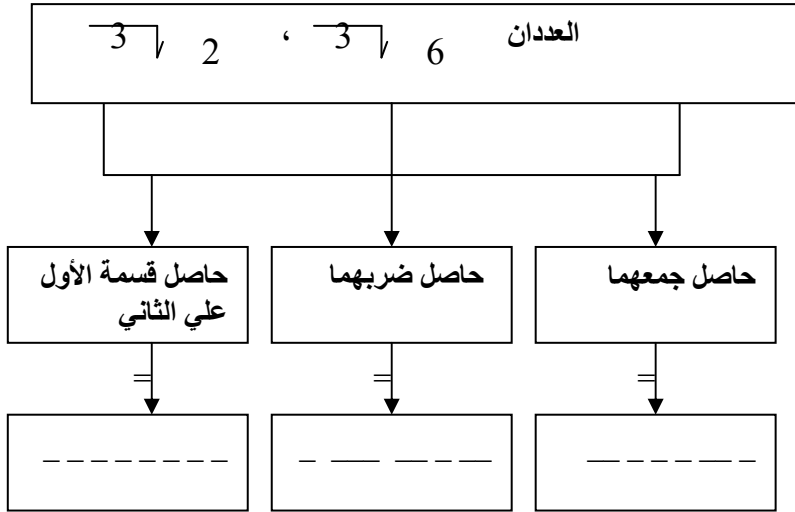 العددان 6 √3 ، 2 √3
حاصل جمعهما
حاصل ضربهما
حاصل قسمة الأول
علي الثاني
=
=
=